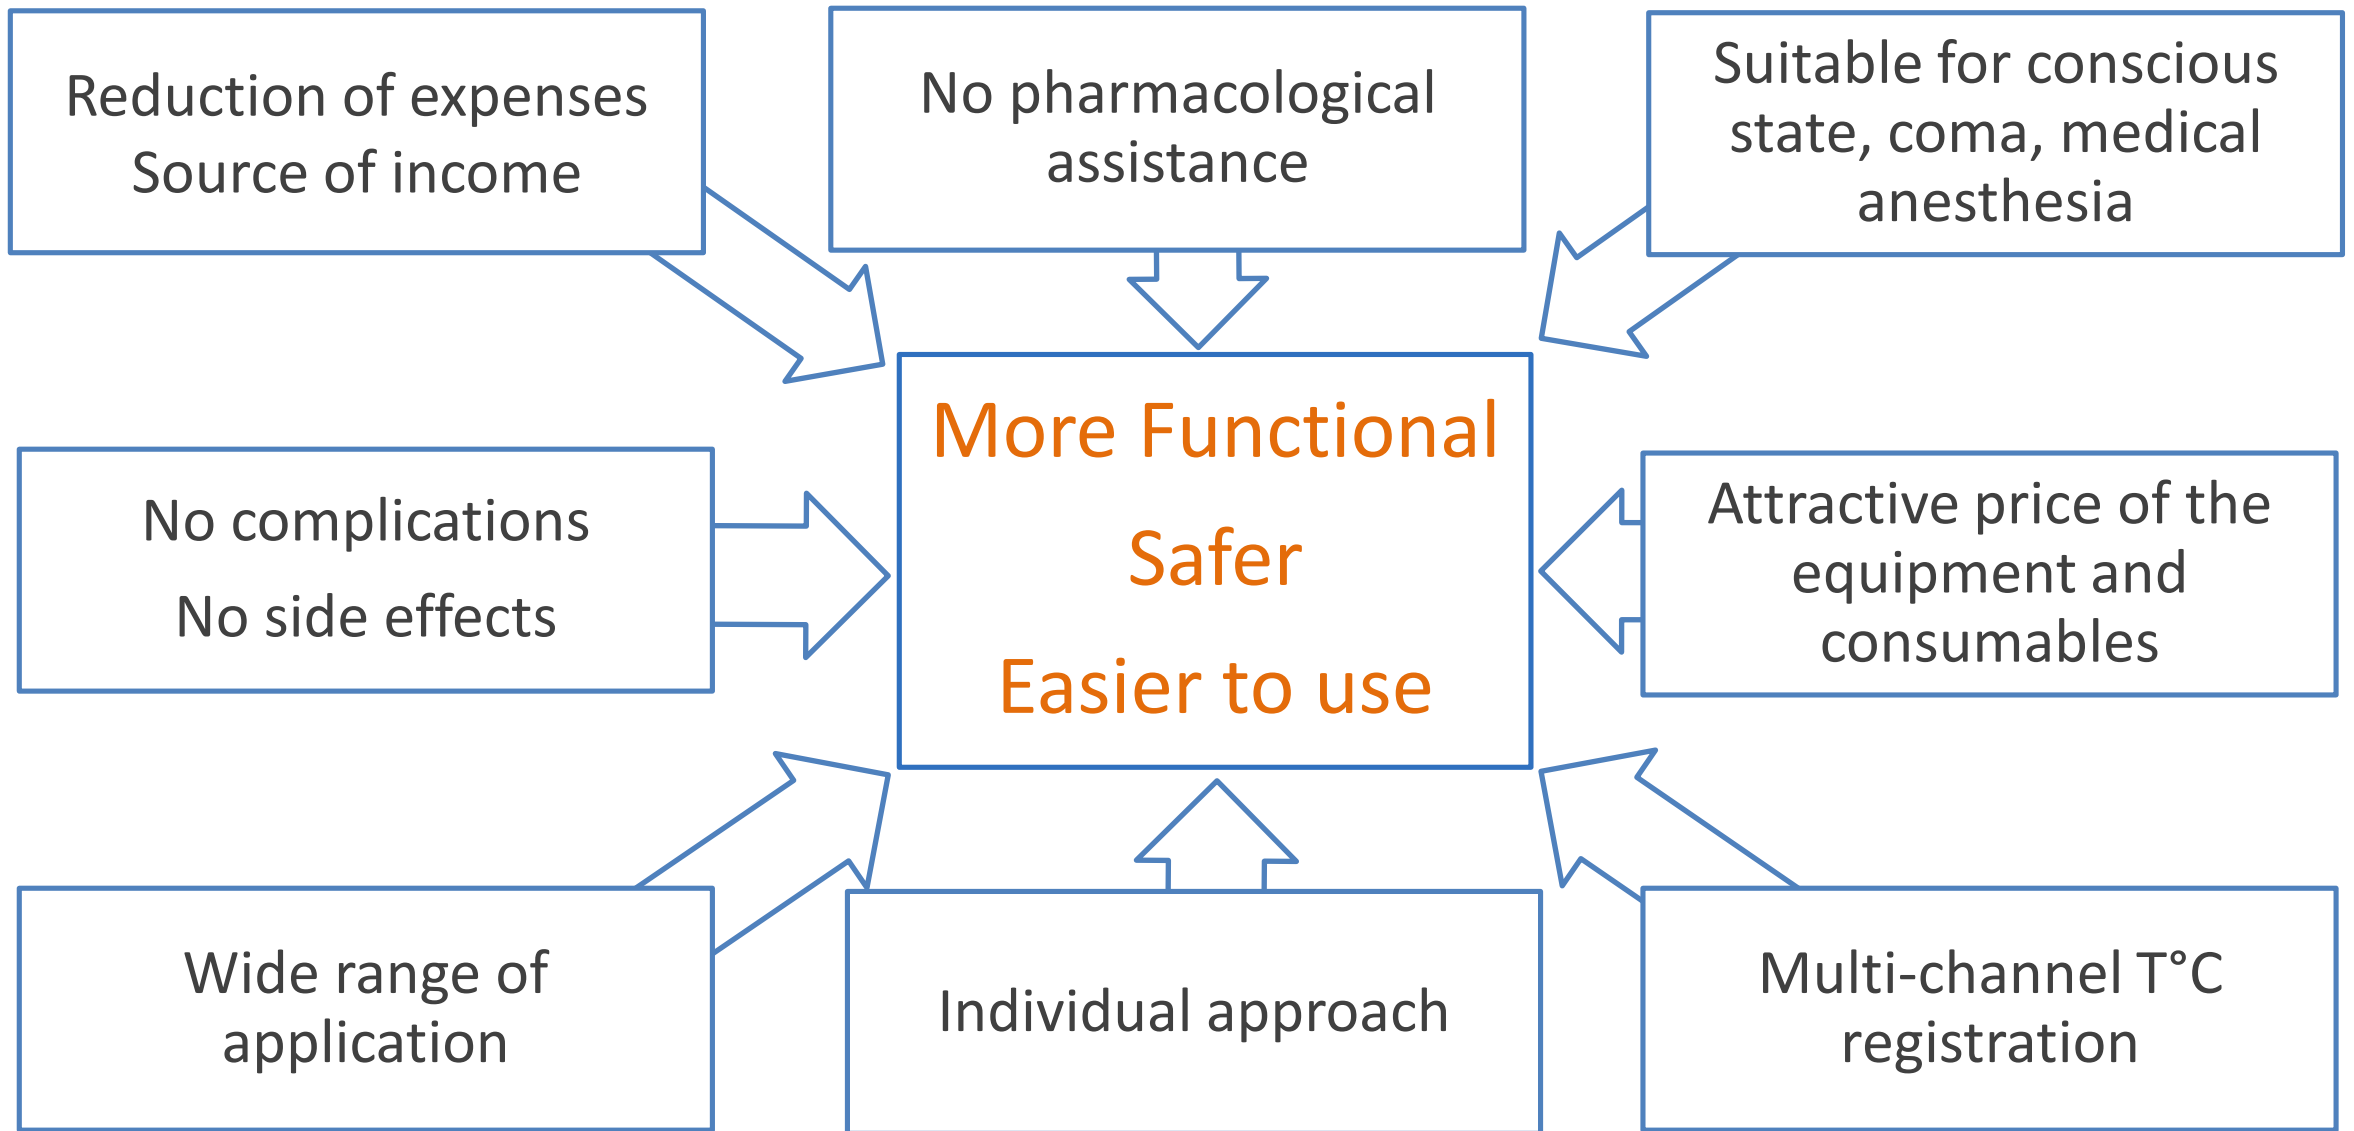 Reduction of expenses
Source of income
No pharmacological
assistance
Suitable for conscious
state, coma, medical
anesthesia
No complications
No side effects
More Functional
Safer
Easier to use
Attractive price of the
equipment and
consumables
Wide range of
application
Individual approach
Multi-channel T°C
registration